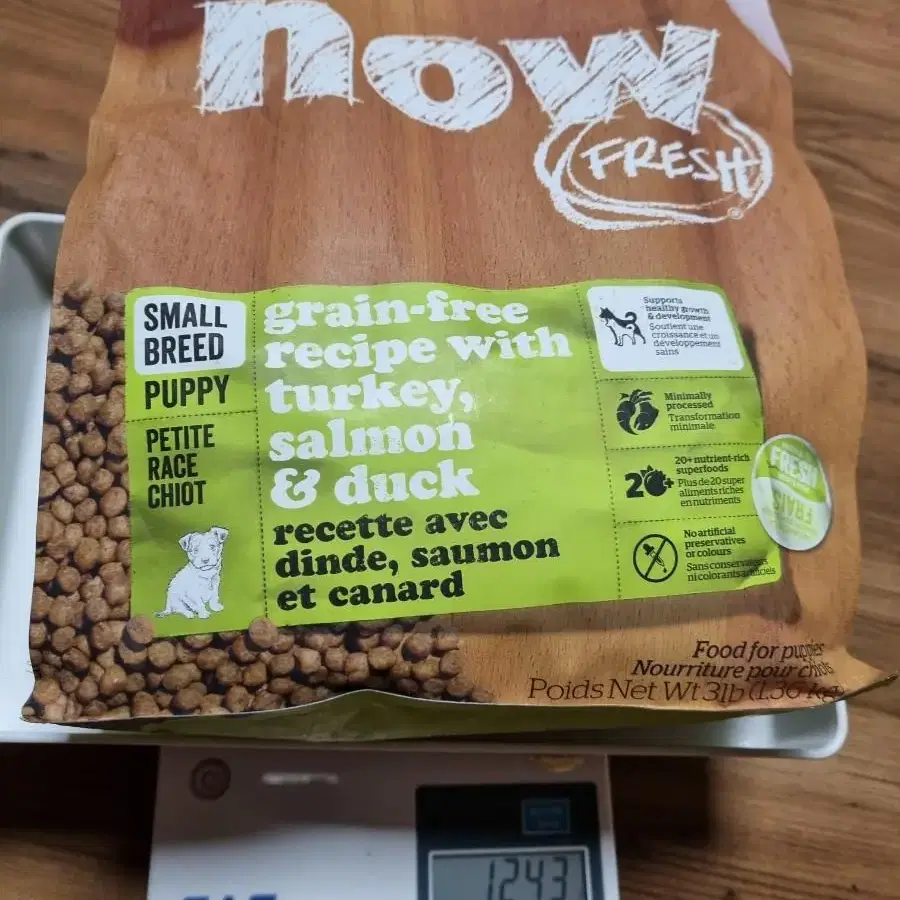 now
FRESH
SMALL
BREED
PUPPY
PETITE
RACE
CHIOT
grain-free
recipe with
turkey,
salmon
& duck
recette avec
dinde, saumon
et canard
Supports
healthy growth
& development
Soutient une
croissance et un
développement
sains
Minimally
processed
Transformation
minimale
20+ nutrient-rich
superfoods
Plus de 20 super
aliments riches
en nutriments
2
+
No artificial
preservatives
or colours
Sans conservateurs
ni colorants artificiels
FRESH
FRAIS
Food for puppies
Nourriture pour chiots
Poids Net Wt 3lb (1.36 kg)
1243